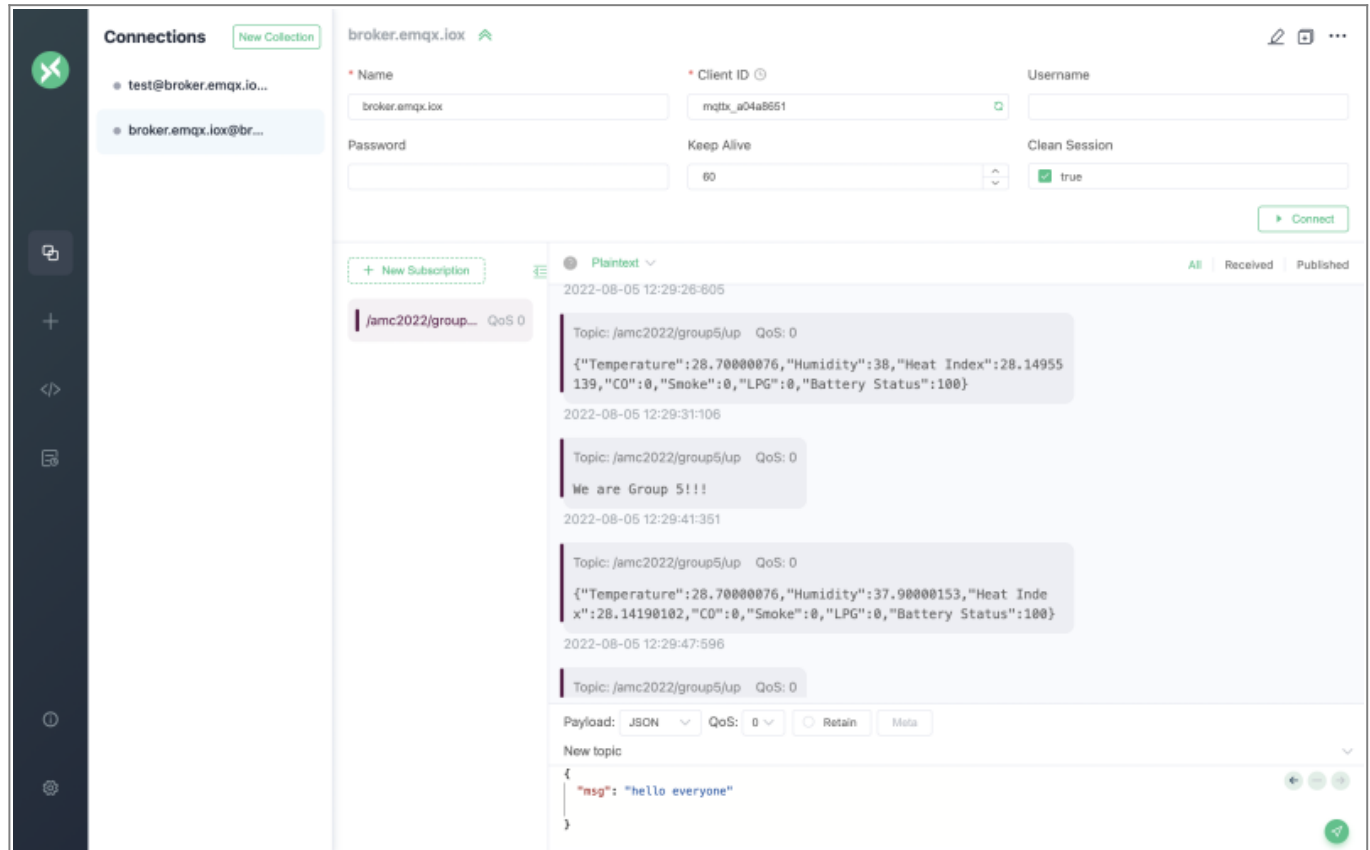 Connections
New Collection
test@broker.emqx.io...
broker.emqx.iox@br...
broker.emqx.iox
* Name
* Client ID
Username
broker.emqx.iox
mqttx_a04a8651
Password
Keep Alive
Clean Session
60
true
Connect
+ New Subscription
/amc2022/group... QoS 0
Plaintext
All
Received
Published
2022-08-05 12:29:26:605
Topic: /amc2022/group5/up QoS: 0
{"Temperature":28.70000076,"Humidity":38,"Heat Index":28.14955
139,"CO":0,"Smoke":0,"LPG":0,"Battery Status":100}
2022-08-05 12:29:31:106
Topic: /amc2022/group5/up QoS: 0
We are Group 5!!!
2022-08-05 12:29:41:351
Topic: /amc2022/group5/up QoS: 0
{"Temperature":28.70000076,"Humidity":37.90000153,"Heat Inde
x":28.14190102,"CO":0,"Smoke":0,"LPG":0,"Battery Status":100}
2022-08-05 12:29:47:596
Topic: /amc2022/group5/up QoS: 0
Payload: JSON QoS: 0 Retain Meta
New topic
{
"msg": "hello everyone"
}